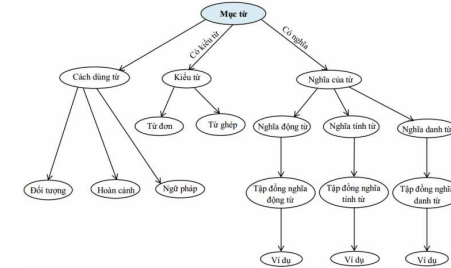 Mục từ
Có kiểu từ
Có nghĩa
Cách dùng từ
Kiểu từ
Nghĩa của từ
Từ đơn
Từ ghép
Nghĩa động từ
Nghĩa tính từ
Nghĩa danh từ
Đối tượng
Hoàn cảnh
Ngữ pháp
Tập đồng nghĩa
động từ
Tập đồng nghĩa
tính từ
Tập đồng nghĩa
danh từ
Ví dụ
Ví dụ
Ví dụ